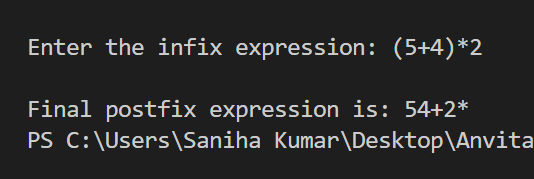 Enter the infix expression: (5+4)*2
Final postfix expression is: 54+2*
PS C:\Users\Saniha Kumar\Desktop\Anvita